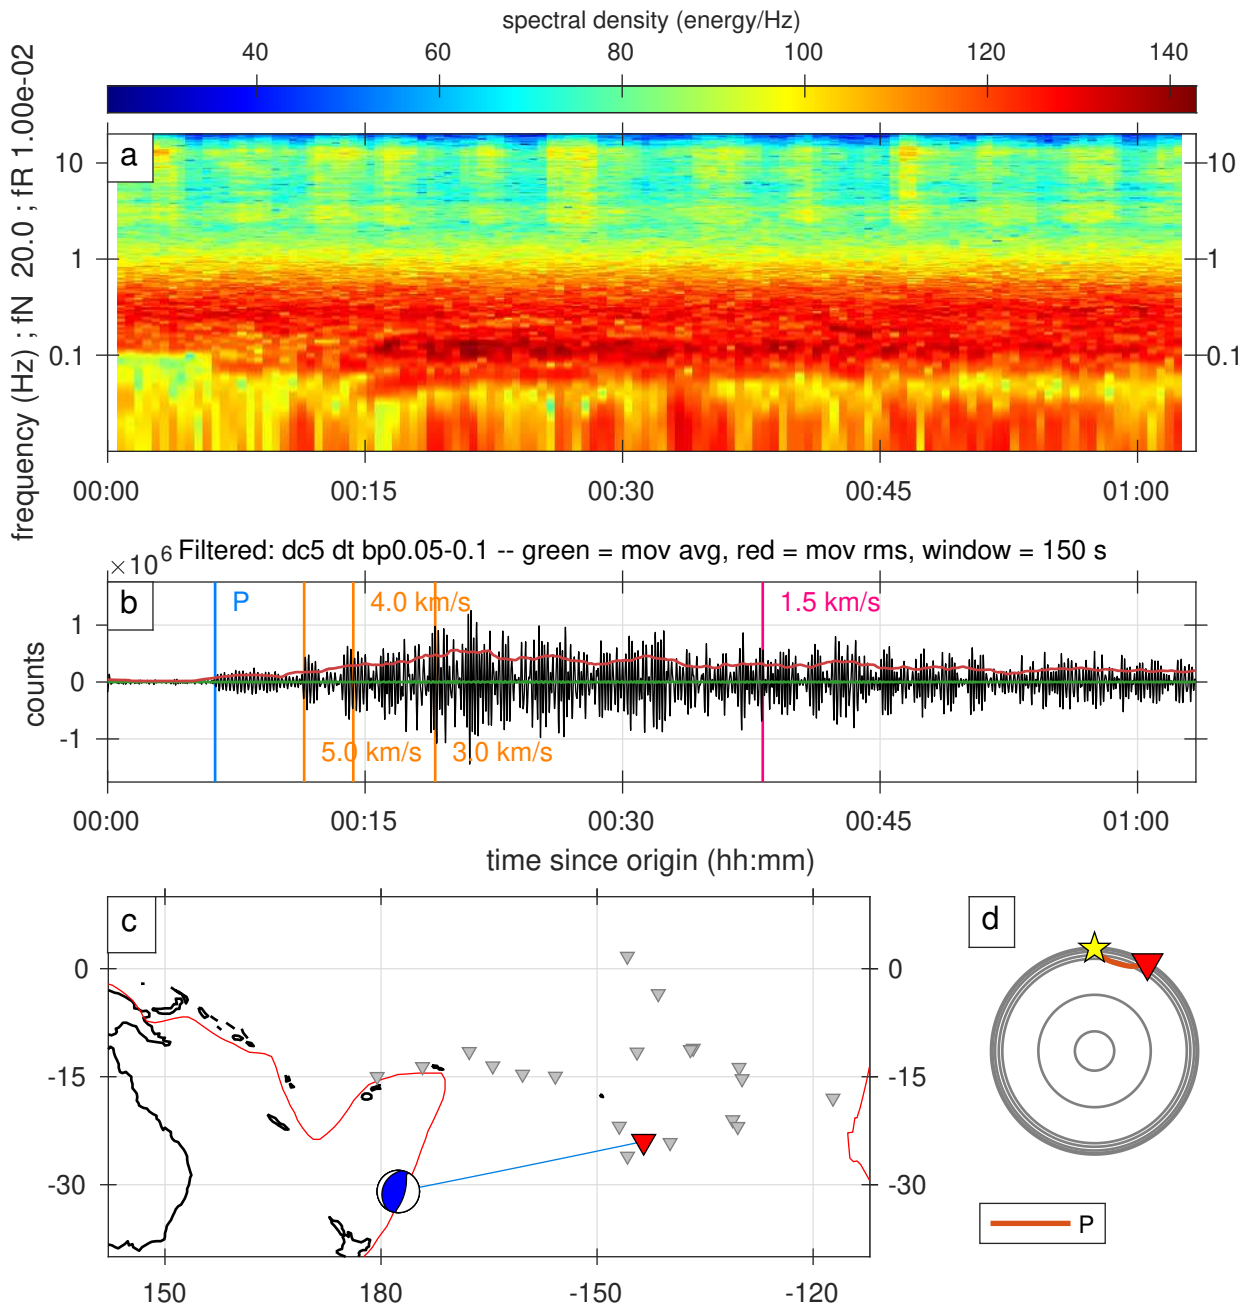 spectral density (energy/Hz)
40 60 80 100 120 140
frequency (Hz) ; fN 20.0 ; fR 1.00e-02
a
10 10
1 1
0.1 0.1
00:00 00:15 00:30 00:45 01:00
×10^6 Filtered: dc5 dt bp0.05-0.1 -- green = mov avg, red = mov rms, window = 150 s
b
P 4.0 km/s 1.5 km/s
5.0 km/s 3.0 km/s
counts
1
0
-1
00:00 00:15 00:30 00:45 01:00
time since origin (hh:mm)
c
d
0 0
-15 -15
-30 -30
150 180 -150 -120
P